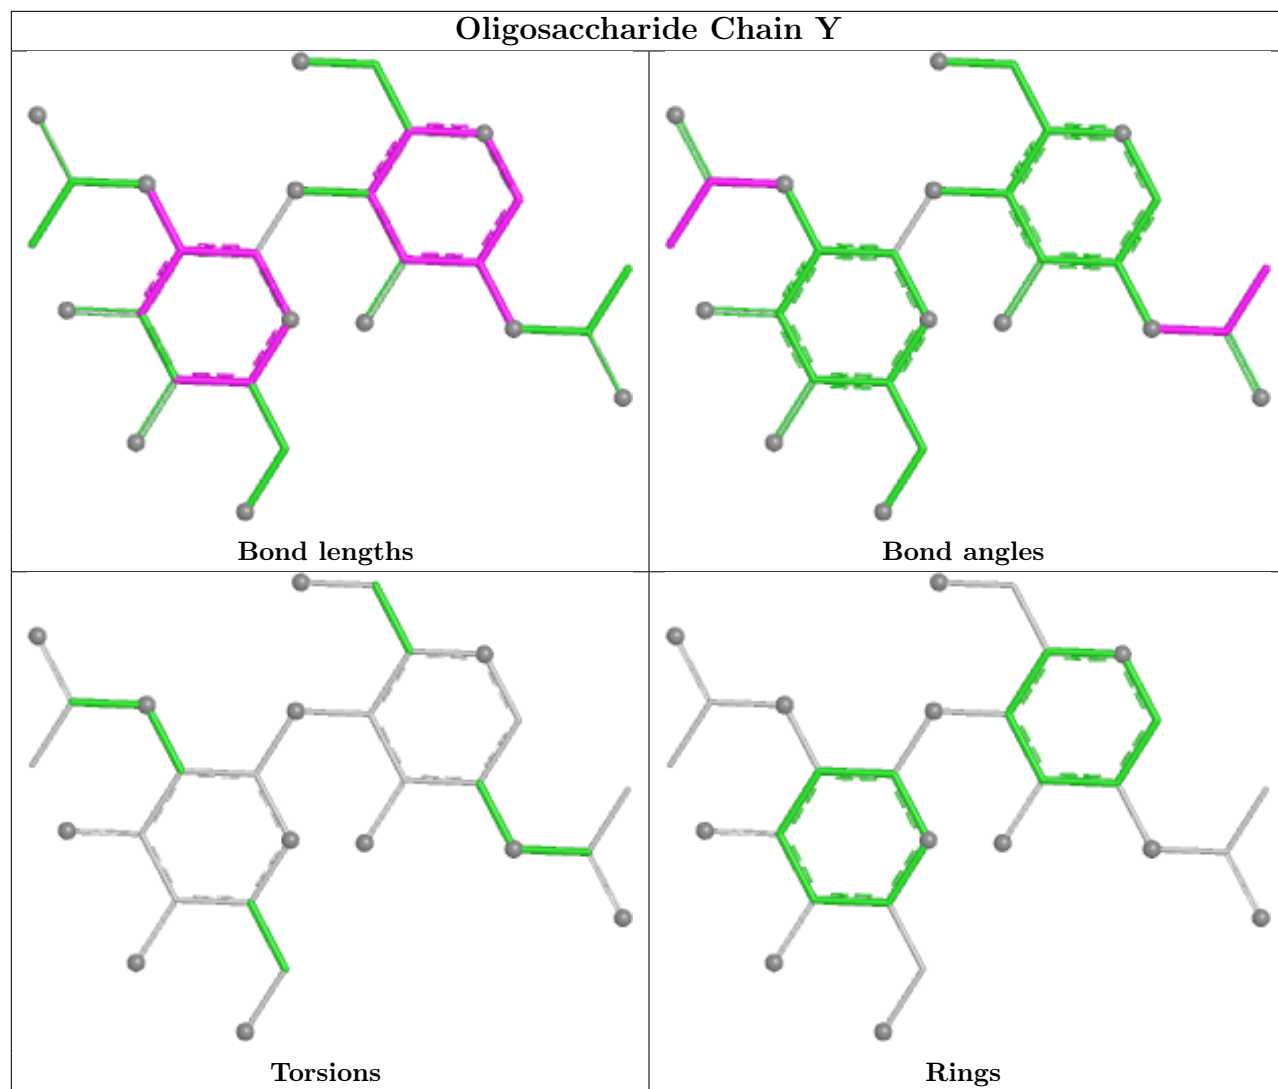 Oligosaccharide Chain Y
Bond lengths
Bond angles
Torsions
Rings